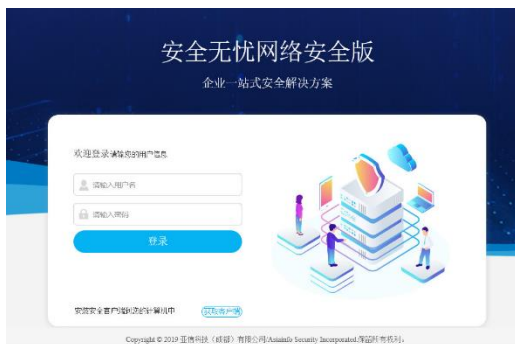 安全无忧网络安全版
企业一站式安全解决方案
欢迎登录 请输您的用户信息
请输入用户名
请输入密码
登录
安装安全客户端到您的计算机中
获取客户端
Copyright © 2019 亚信科技（成都）有限公司/Asiainfo Security Incorporated.保留所有权利。